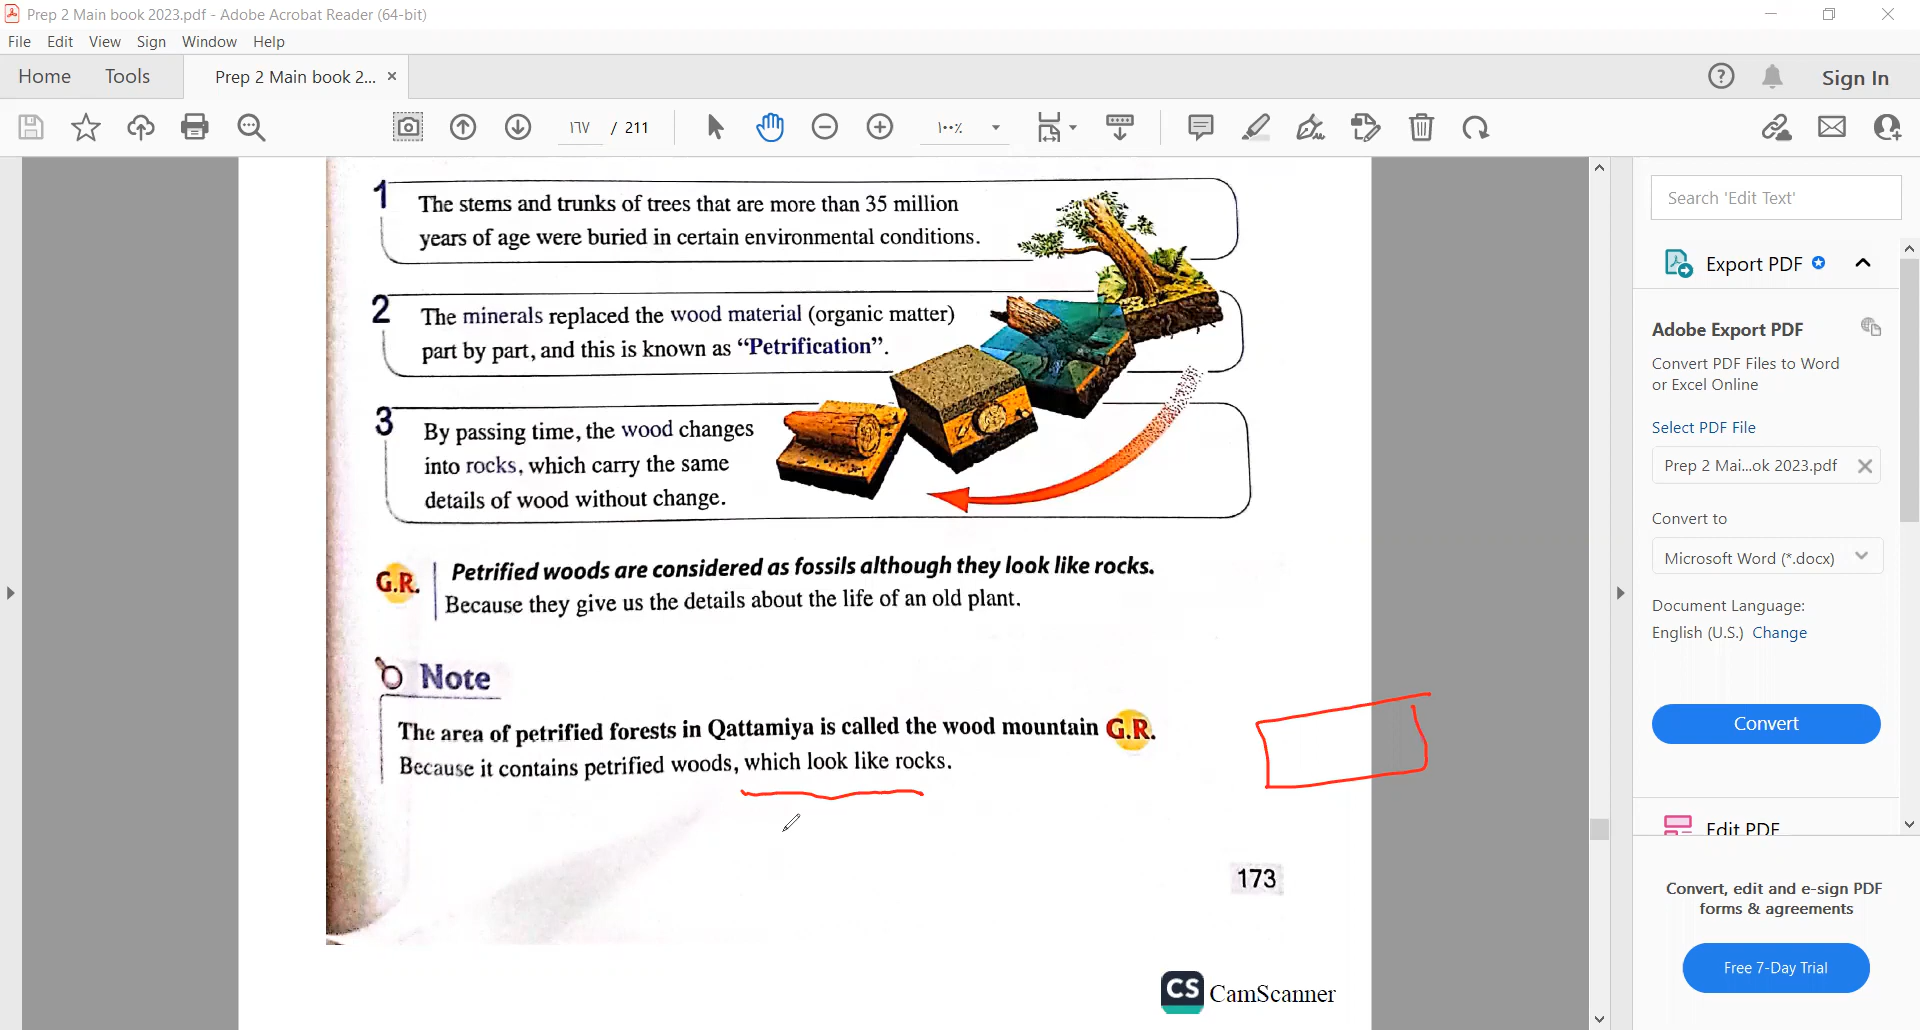 Prep 2 Main book 2023.pdf - Adobe Acrobat Reader (64-bit)
File Edit View Sign Window Help
Home Tools Prep 2 Main book 2... ×
Sign In
١٦٧ / 211
١٠٠٪
1 The stems and trunks of trees that are more than 35 million
years of age were buried in certain environmental conditions.
2 The minerals replaced the wood material (organic matter)
part by part, and this is known as “Petrification”.
3 By passing time, the wood changes
into rocks, which carry the same
details of wood without change.
G.R. Petrified woods are considered as fossils although they look like rocks.
Because they give us the details about the life of an old plant.
Note
The area of petrified forests in Qattamiya is called the wood mountain G.R.
Because it contains petrified woods, which look like rocks.
173
CS CamScanner
Search 'Edit Text'
Export PDF
Adobe Export PDF
Convert PDF Files to Word
or Excel Online
Select PDF File
Prep 2 Mai...ok 2023.pdf
Convert to
Microsoft Word (*.docx)
Document Language:
English (U.S.) Change
Convert
Edit PDF
Convert, edit and e-sign PDF
forms & agreements
Free 7-Day Trial